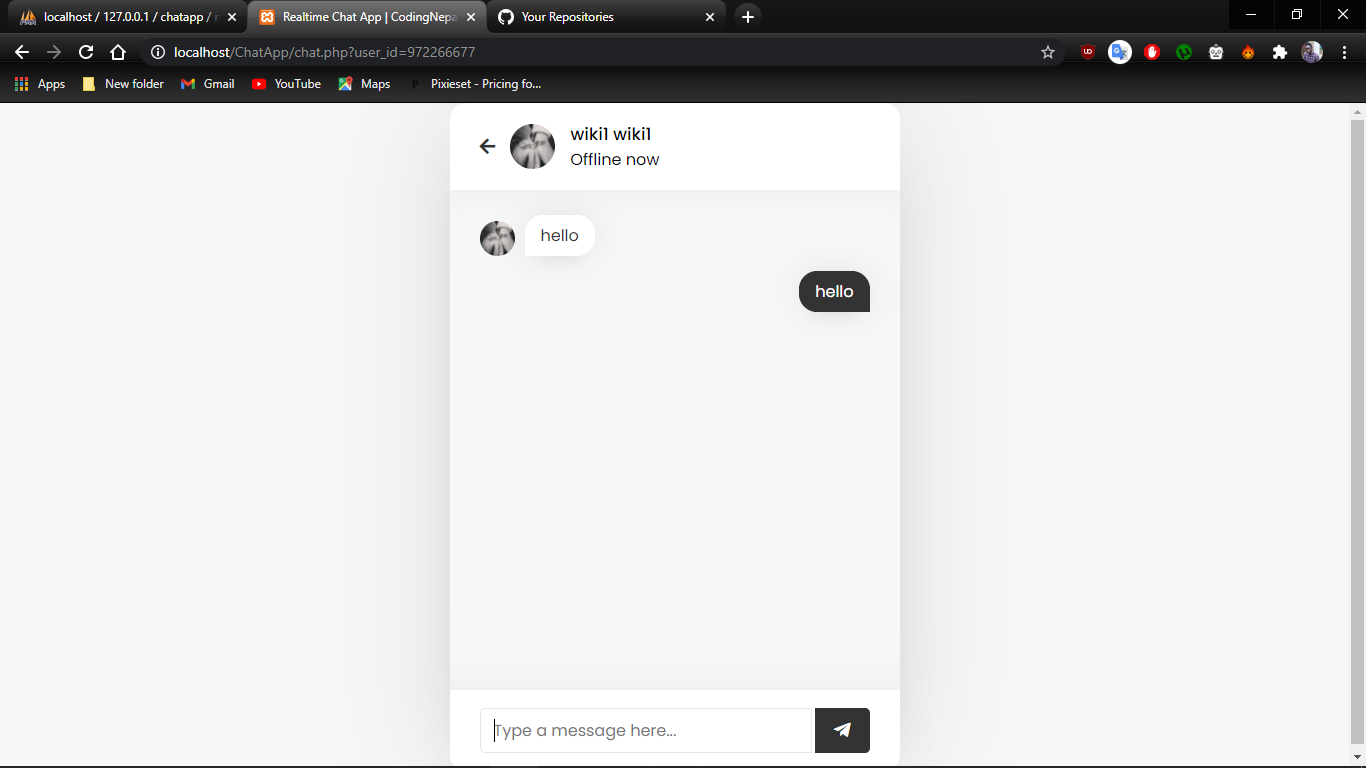 localhost / 127.0.0.1 / chatapp /
Realtime Chat App | CodingNepa
Your Repositories
localhost/ChatApp/chat.php?user_id=972266677
Apps
New folder
Gmail
YouTube
Maps
Pixieset - Pricing fo...
wiki1 wiki1
Offline now
hello
hello
Type a message here...